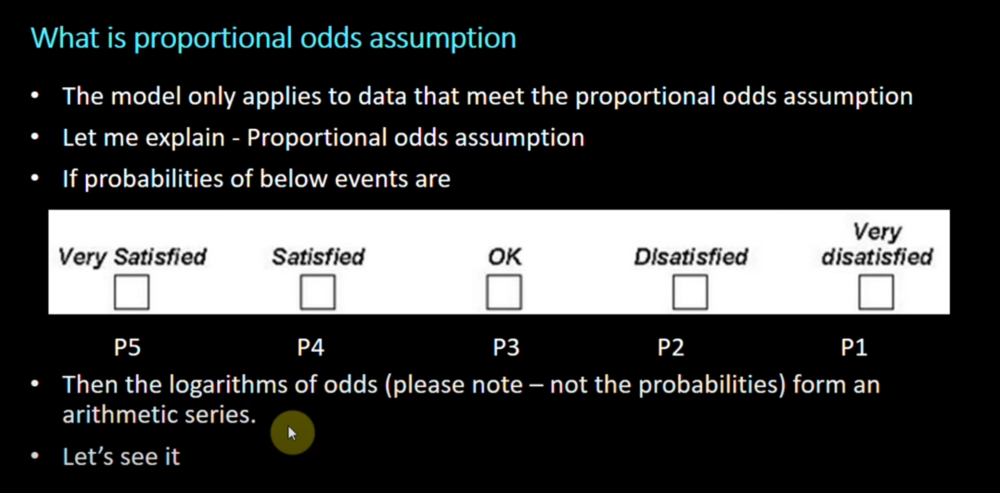 What is proportional odds assumption
• The model only applies to data that meet the proportional odds assumption
• Let me explain - Proportional odds assumption
• If probabilities of below events are
Very
Very Satisfied Satisfied OK DIsatisfied disatisfied
P5 P4 P3 P2 P1
• Then the logarithms of odds (please note – not the probabilities) form an
arithmetic series.
• Let’s see it